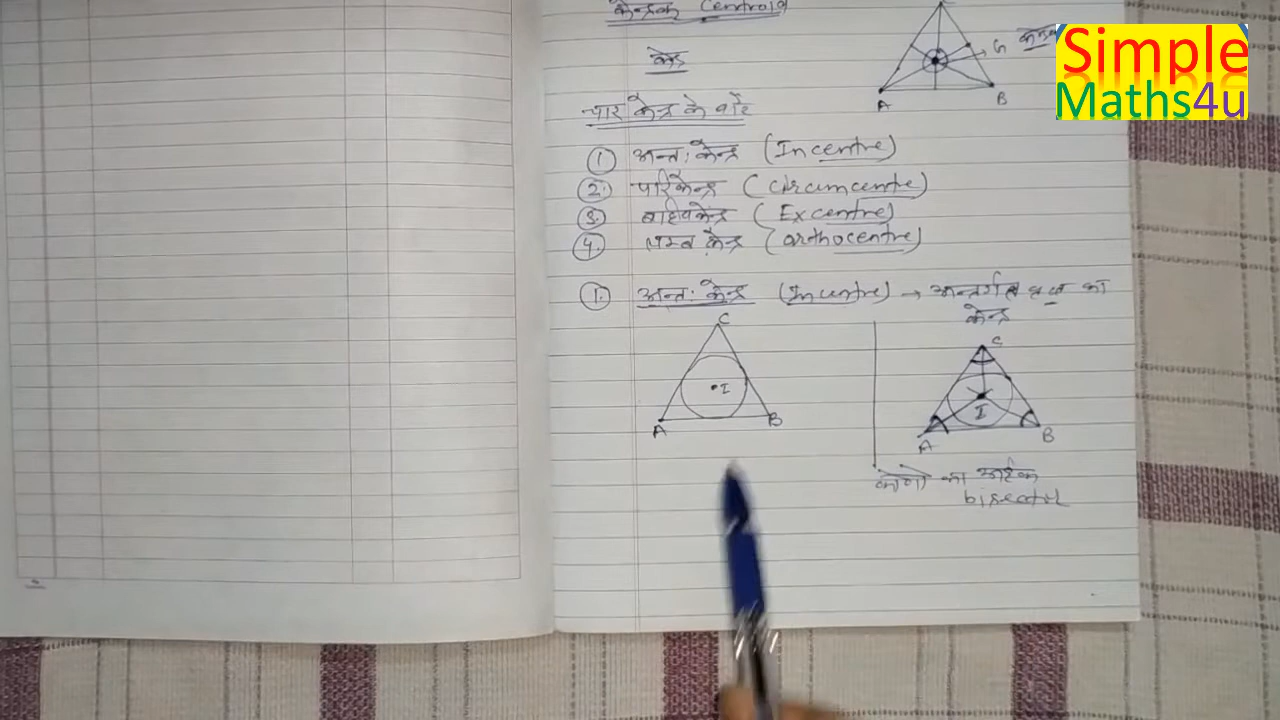 केन्द्रक Centroid
केन्द्र
C
G
A
B
Simple
Maths4u
चार केन्द्र के बारे
1 अन्तः केन्द्र (Incentre)
2. परिकेन्द्र (Circumcentre)
3. बाह्यकेन्द्र (Excentre)
4. लम्ब केन्द्र (orthocentre)
1. अन्तः केन्द्र (Incentre) → अन्तर्गत वृत्त का
केन्द्र
C
I
A
B
C
I
A
B
कोणो का अर्द्धक
bisector